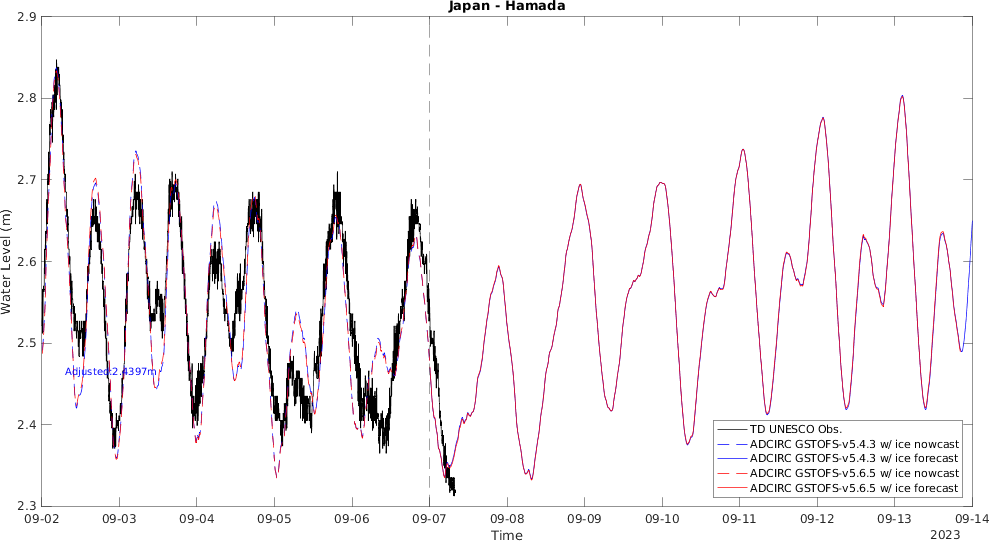 Japan - Hamada
2.9
2.8
2.7
2.6
2.5
2.4
2.3
Water Level (m)
Adjusted:2.4397m
TD UNESCO Obs.
ADCIRC GSTOFS-v5.4.3 w/ ice nowcast
ADCIRC GSTOFS-v5.4.3 w/ ice forecast
ADCIRC GSTOFS-v5.6.5 w/ ice nowcast
ADCIRC GSTOFS-v5.6.5 w/ ice forecast
09-02 09-03 09-04 09-05 09-06 09-07 09-08 09-09 09-10 09-11 09-12 09-13 09-14
Time
2023